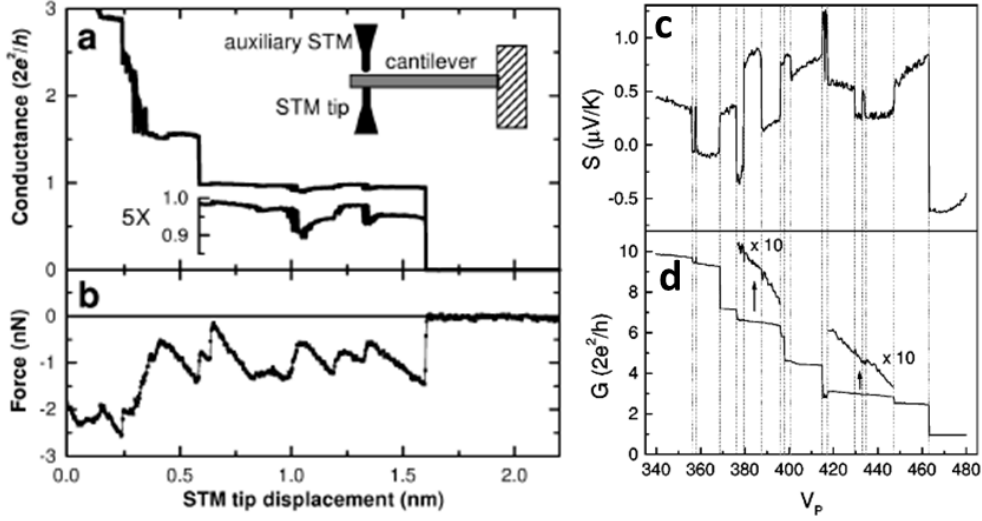 a
auxiliary STM
cantilever
STM tip
Conductance (2e²/h)
3
2
1
0
5X
1.0
0.9
b
Force (nN)
0
-1
-2
-3
0.0 0.5 1.0 1.5 2.0
STM tip displacement (nm)
c
S (μV/K)
1.0
0.5
0.0
-0.5
d
G (2e²/h)
10
8
6
4
2
0
x 10
x 10
340 360 380 400 420 440 460 480
V_P